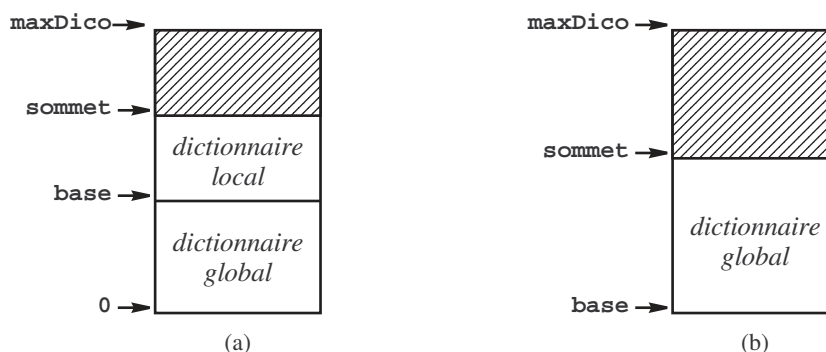 maxDico
sommet
dictionnaire
local
base
dictionnaire
global
0
(a)
maxDico
sommet
dictionnaire
global
base
(b)